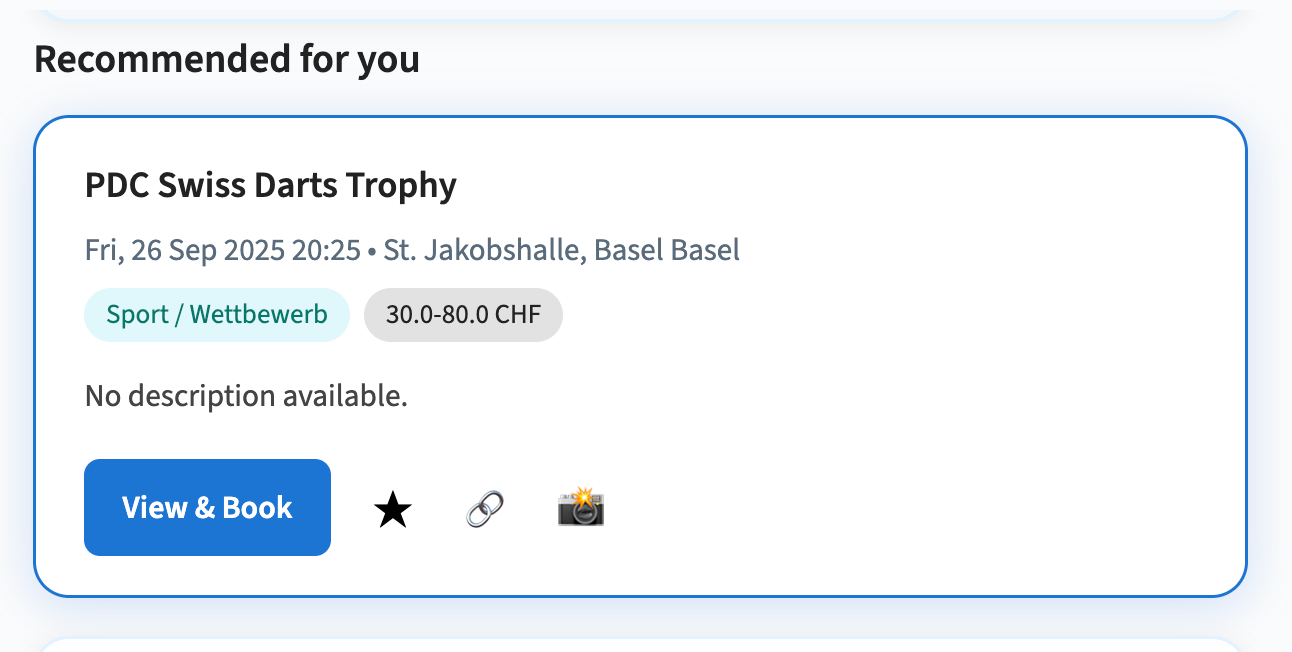 Recommended for you
PDC Swiss Darts Trophy
Fri, 26 Sep 2025 20:25 • St. Jakobshalle, Basel Basel
Sport / Wettbewerb 30.0-80.0 CHF
No description available.
View & Book